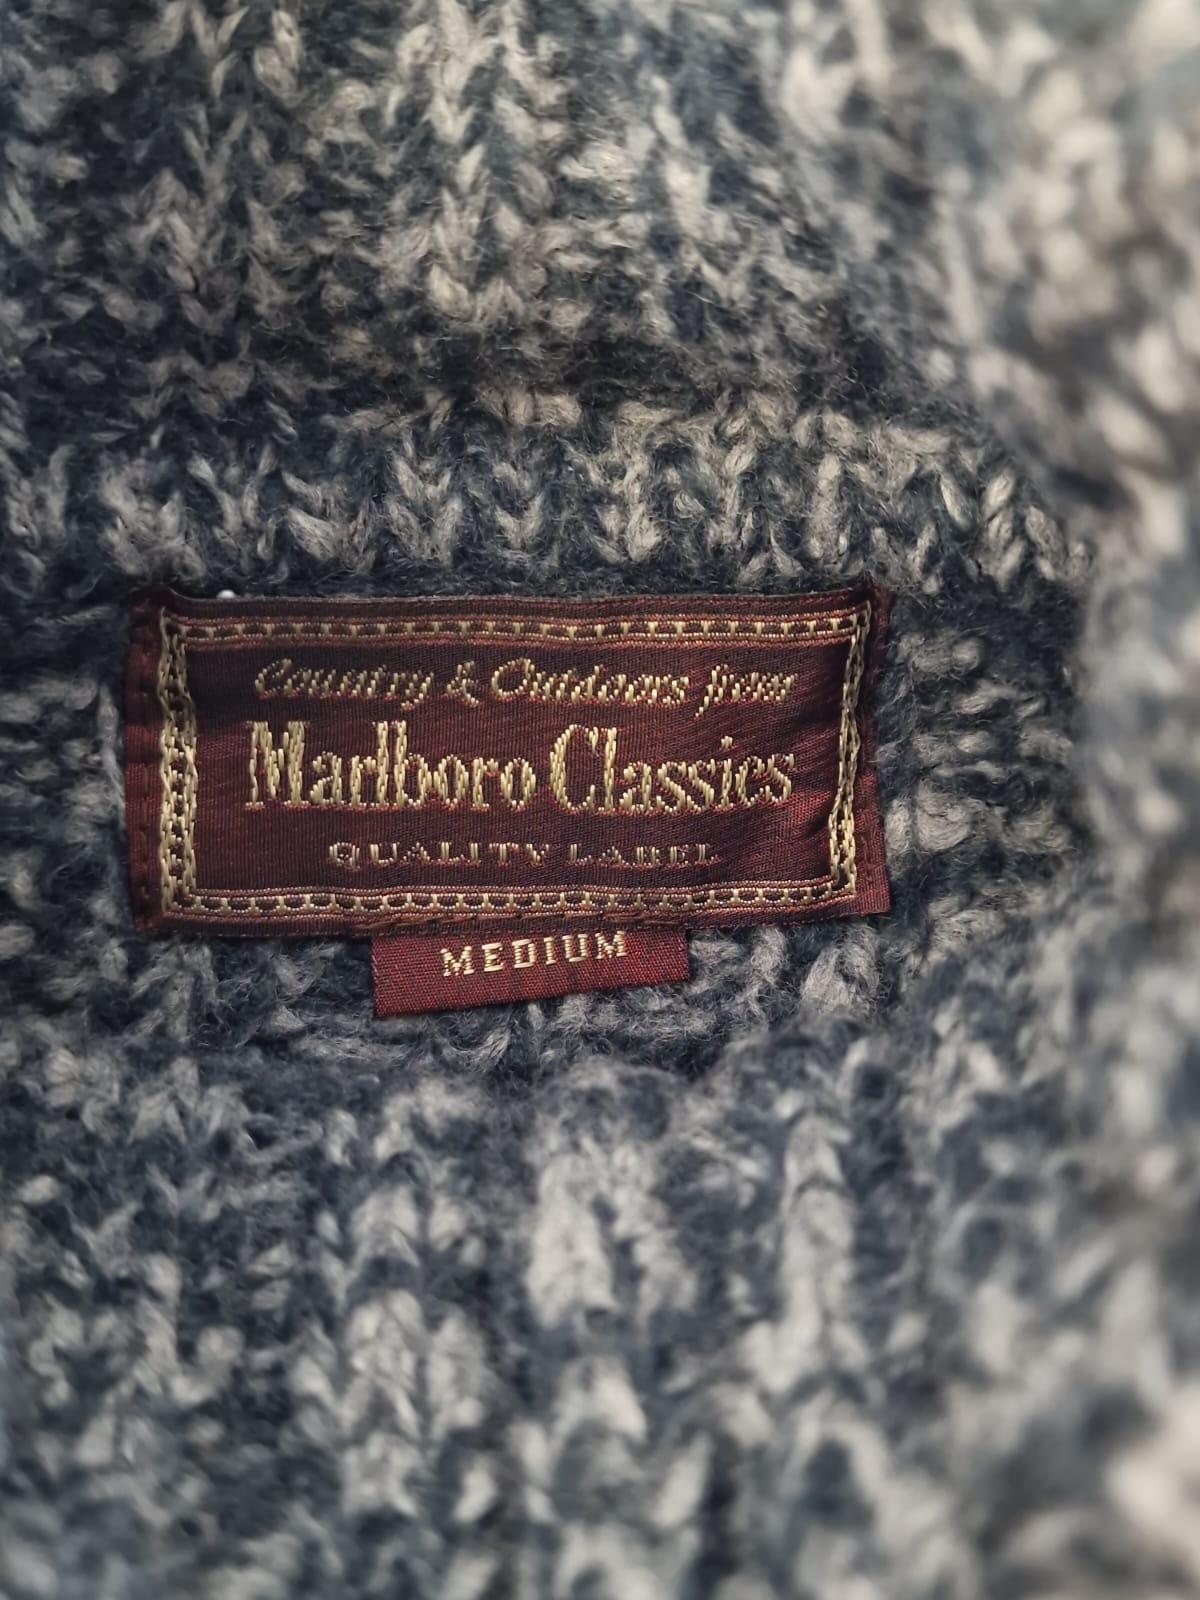 Country & Outdoors from
Marlboro Classics
QUALITY LABEL
MEDIUM